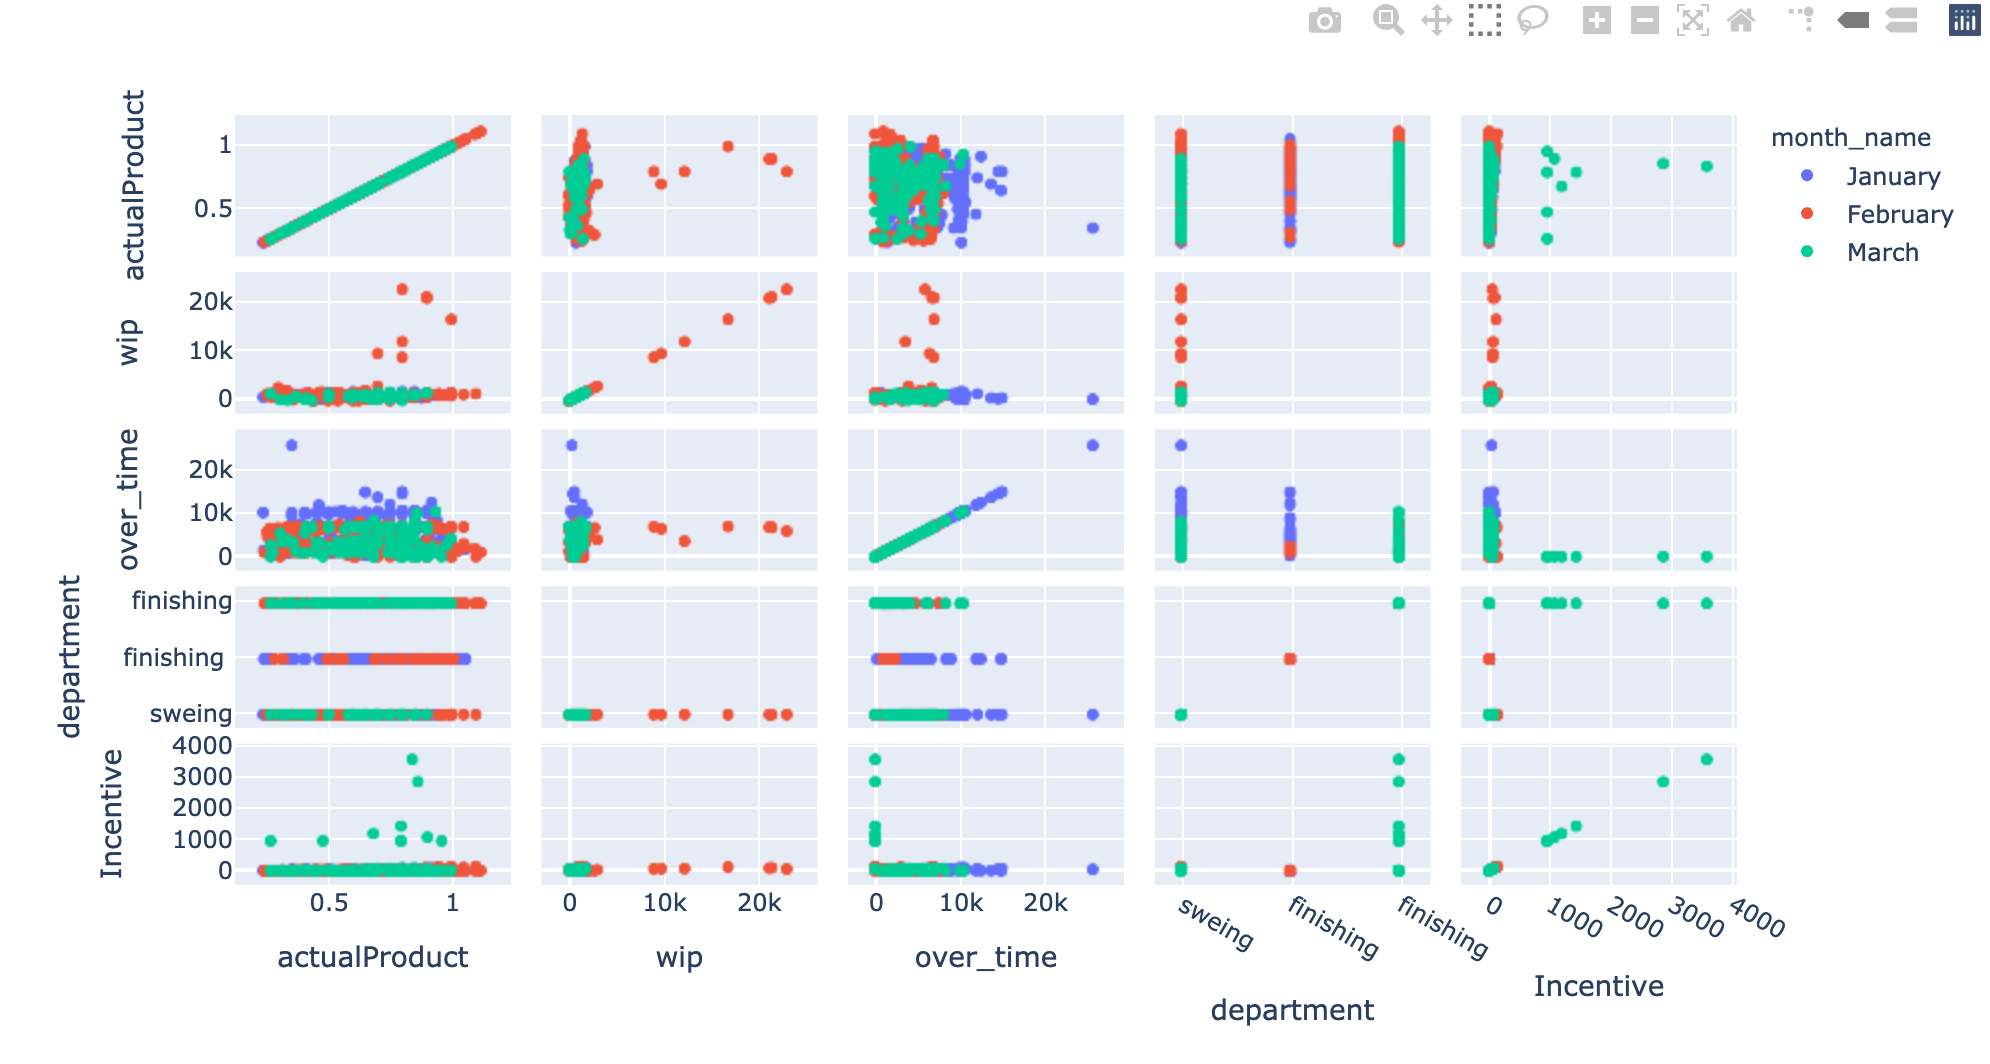 actualProduct
1
0.5
month_name
January
February
March
wip
20k
10k
0
over_time
20k
10k
0
department
finishing
finishing
sweing
Incentive
4000
3000
2000
1000
0
0.5
1
0
10k
20k
0
10k
20k
sweing
finishing
finishing
0
1000
2000
3000
4000
actualProduct
wip
over_time
department
Incentive